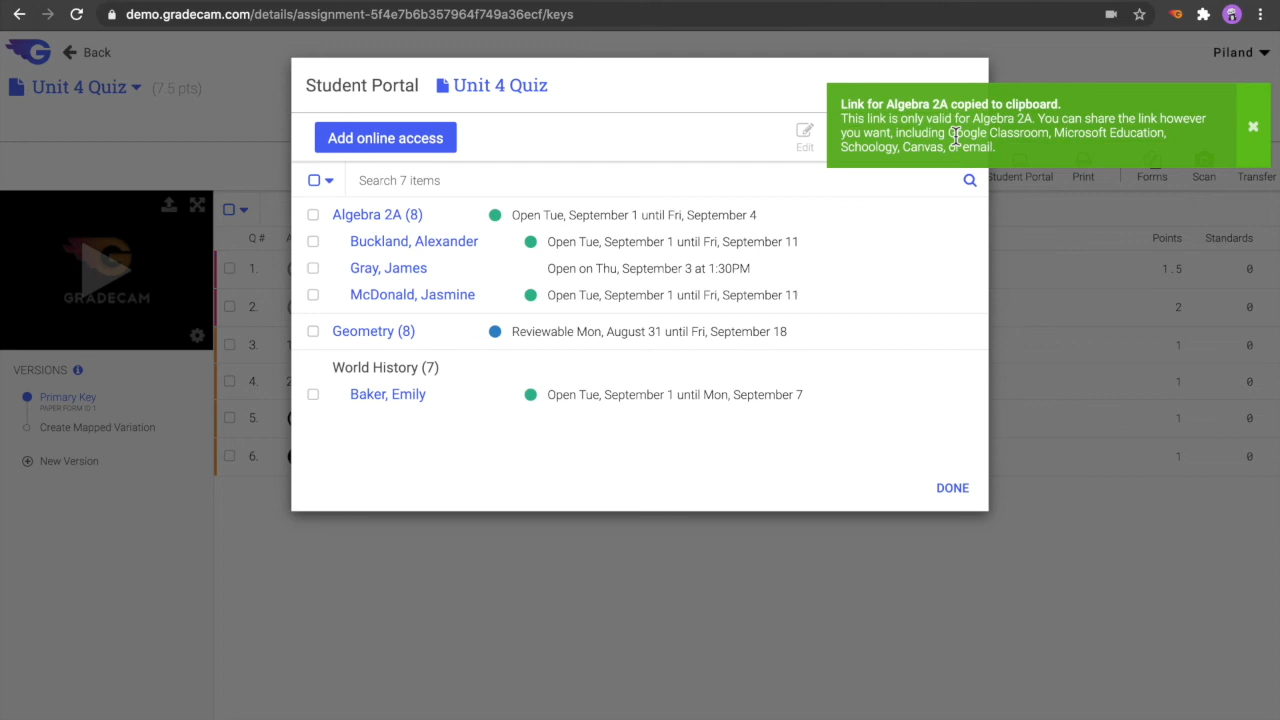 demo.gradecam.com/details/assignment-5f4e7b6b357964f749a36ecf/keys
Back
Piland
Unit 4 Quiz (7.5 pts)
Student Portal Unit 4 Quiz
Link for Algebra 2A copied to clipboard.
This link is only valid for Algebra 2A. You can share the link however
you want, including Google Classroom, Microsoft Education,
Schoology, Canvas, or email.
Add online access
Edit
Student Portal Print Forms Scan Transfer
Search 7 items
Q # Points Standards
Algebra 2A (8) Open Tue, September 1 until Fri, September 4
Buckland, Alexander Open Tue, September 1 until Fri, September 11
Gray, James Open on Thu, September 3 at 1:30PM
McDonald, Jasmine Open Tue, September 1 until Fri, September 11
Geometry (8) Reviewable Mon, August 31 until Fri, September 18
World History (7)
Baker, Emily Open Tue, September 1 until Mon, September 7
DONE
GRADECAM
1. 1.5 0
2. 2 0
3. 1 0
4. 1 0
5. 1 0
6. 1 0
VERSIONS
Primary Key
PAPER FORM ID 1
Create Mapped Variation
New Version